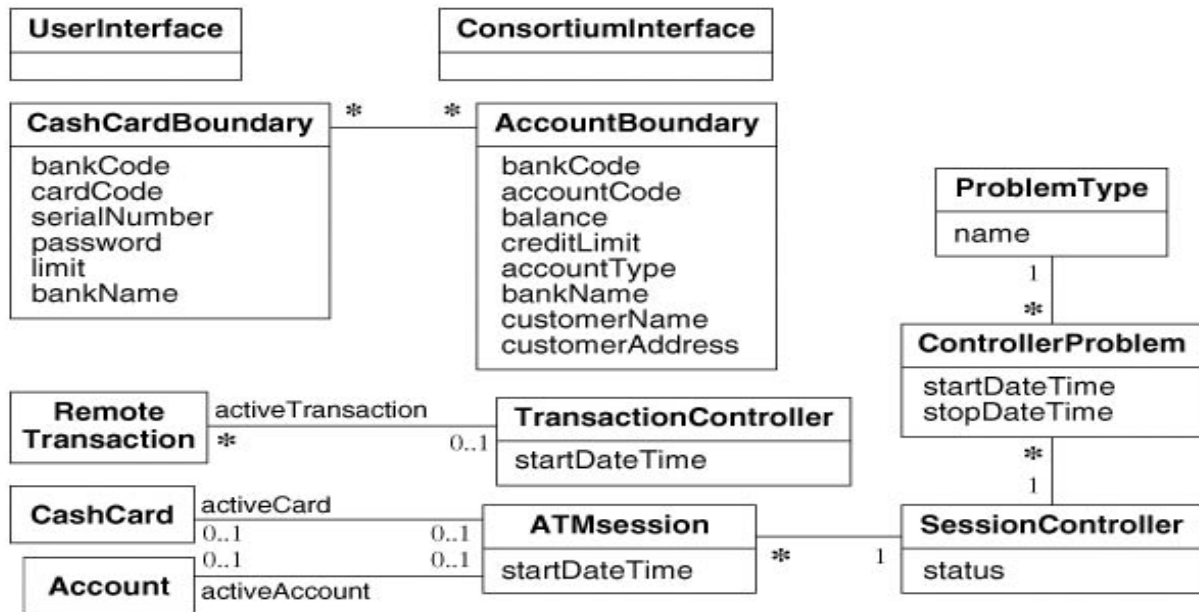 UserInterface
ConsortiumInterface
CashCardBoundary
* *
AccountBoundary
bankCode
cardCode
serialNumber
password
limit
bankName
bankCode
accountCode
balance
creditLimit
accountType
bankName
customerName
customerAddress
ProblemType
name
1
*
ControllerProblem
startDateTime
stopDateTime
*
1
Remote
Transaction
activeTransaction
* 0..1
TransactionController
startDateTime
CashCard
activeCard
0..1 0..1
0..1 0..1
Account
activeAccount
ATMsession
startDateTime
* 1
SessionController
status